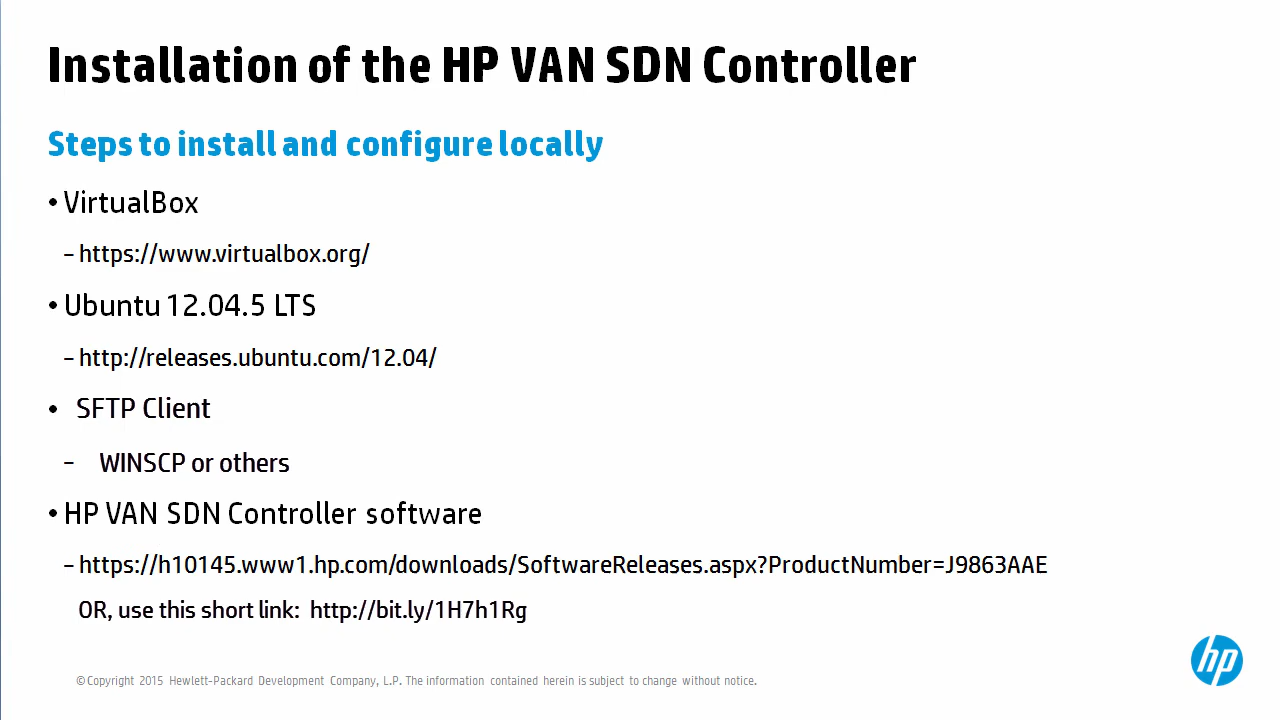 Installation of the HP VAN SDN Controller
Steps to install and configure locally
• VirtualBox
– https://www.virtualbox.org/
• Ubuntu 12.04.5 LTS
– http://releases.ubuntu.com/12.04/
• SFTP Client
– WINSCP or others
• HP VAN SDN Controller software
– https://h10145.www1.hp.com/downloads/SoftwareReleases.aspx?ProductNumber=J9863AAE
OR, use this short link: http://bit.ly/1H7h1Rg
hp
© Copyright 2015 Hewlett-Packard Development Company, L.P. The information contained herein is subject to change without notice.